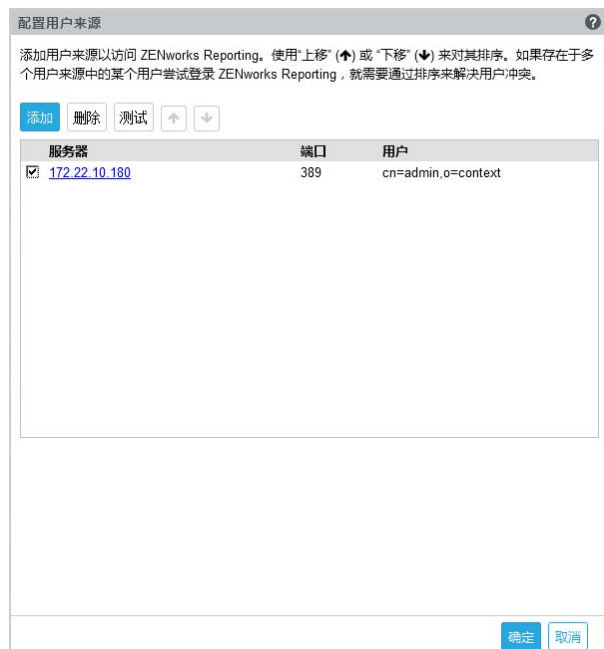 配置用户来源
添加用户来源以访问 ZENworks Reporting。使用“上移” (↑) 或 “下移” (↓) 来对其排序。如果存在于多
个用户来源中的某个用户尝试登录 ZENworks Reporting，就需要通过排序来解决用户冲突。
添加 删除 测试
服务器 端口 用户
172.22.10.180 389 cn=admin,o=context
确定 取消